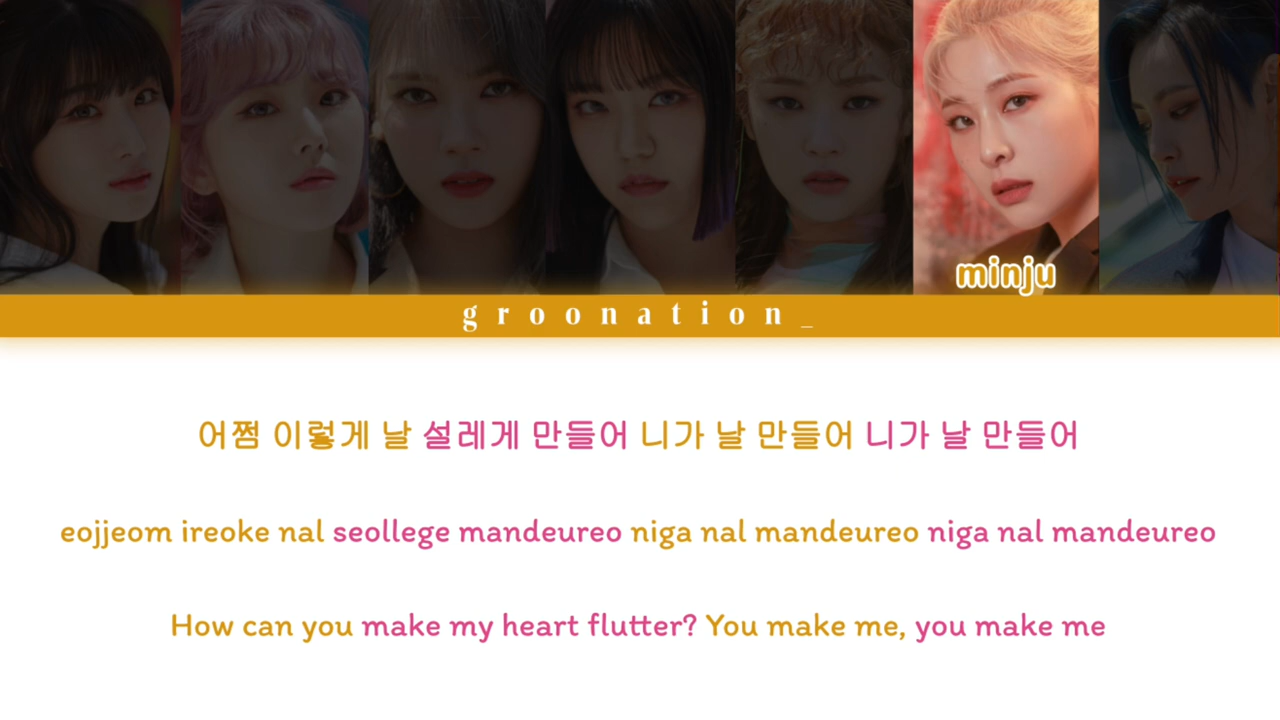 minju
groonation_
어쩜 이렇게 날 설레게 만들어 니가 날 만들어 니가 날 만들어
eojjeom ireoke nal seollege mandeureo niga nal mandeureo niga nal mandeureo
How can you make my heart flutter? You make me, you make me